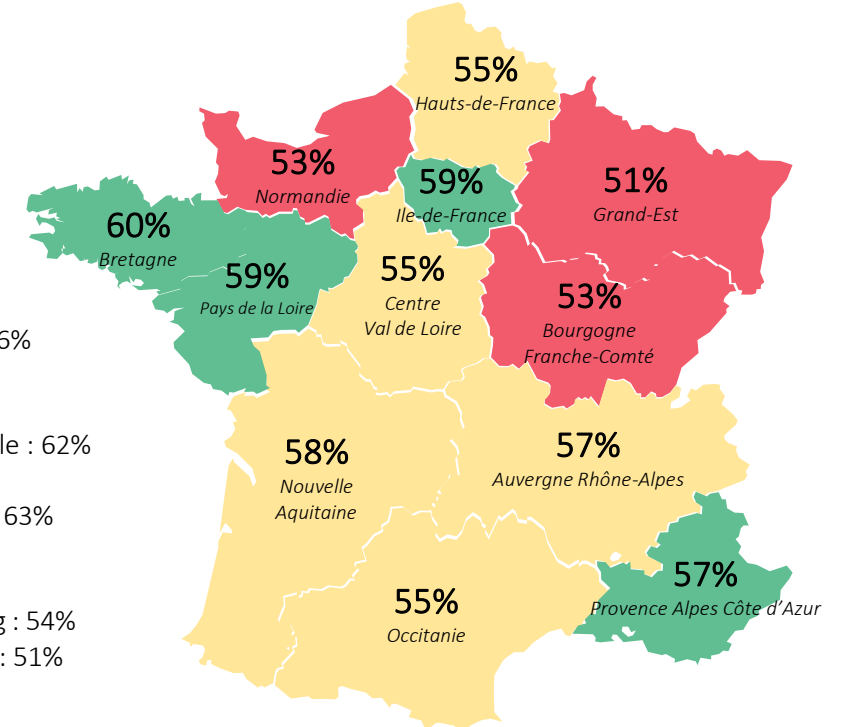 55%
Hauts-de-France
53%
Normandie
59%
Ile-de-France
51%
Grand-Est
60%
Bretagne
59%
Pays de la Loire
55%
Centre
Val de Loire
53%
Bourgogne
Franche-Comté
6%
le : 62%
63%
g : 54%
: 51%
58%
Nouvelle
Aquitaine
57%
Auvergne Rhône-Alpes
55%
Occitanie
57%
Provence Alpes Côte d’Azur